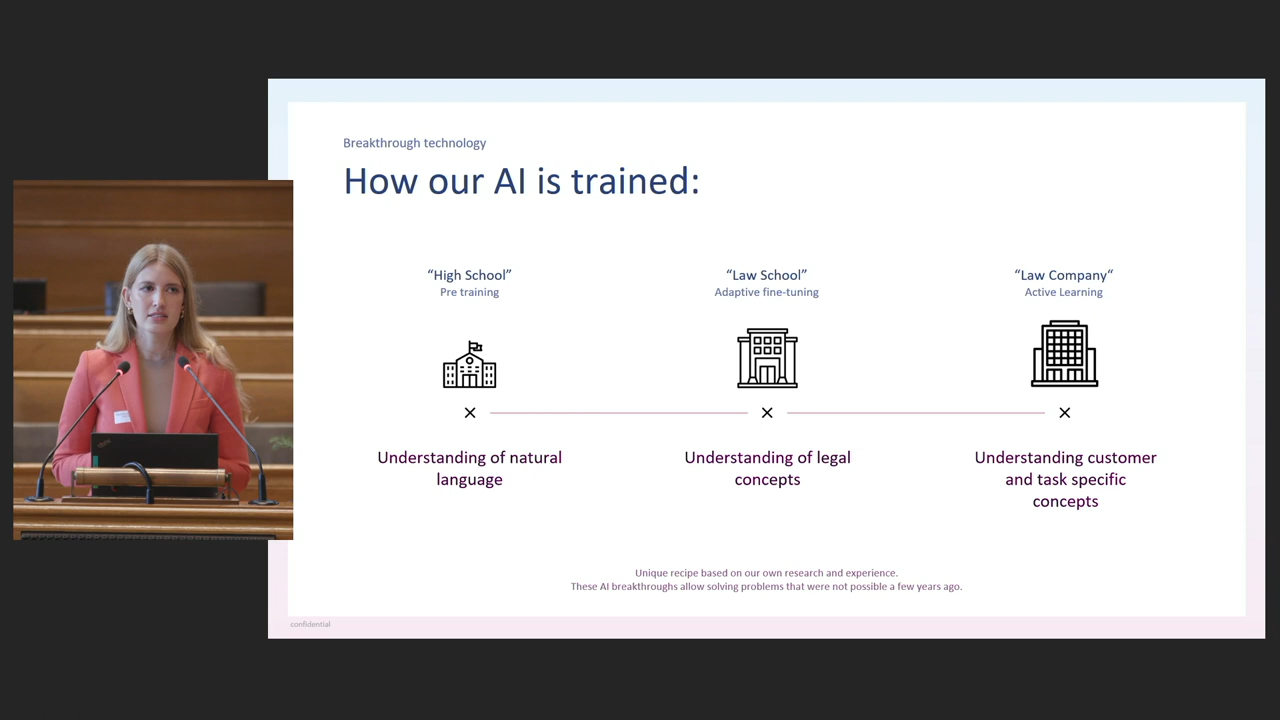 Breakthrough technology
How our AI is trained:
“High School”
Pre training
“Law School”
Adaptive fine-tuning
“Law Company“
Active Learning
Understanding of natural
language
Understanding of legal
concepts
Understanding customer
and task specific
concepts
Unique recipe based on our own research and experience.
These AI breakthroughs allow solving problems that were not possible a few years ago.
confidential